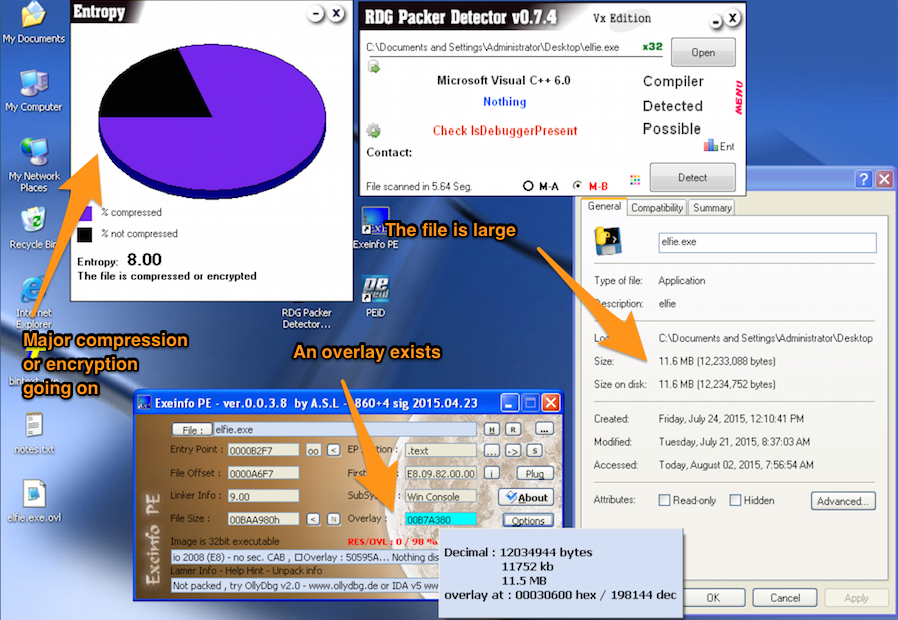 My Documents
My Computer
My Network
Places
Recycle Bin
Internet
Explorer
notes.txt
elfie.exe.ovl
Entropy
% compressed
% not compressed
Entropy: 8.00
The file is compressed or encrypted
Major compression
or encryption
going on
RDG Packer Detector v0.7.4
Vx Edition
C:\Documents and Settings\Administrator\Desktop\elfie.exe
x32
Open
Microsoft Visual C++ 6.0
Nothing
Check IsDebuggerPresent
Compiler
Detected
Possible
MENU
Ent
Contact:
File scanned in 5.64 Seg.
M-A
M-B
Detect
Exeinfo PE
The file is large
RDG Packer
Detector...
PEiD
An overlay exists
General
Compatibility
Summary
elfie.exe
Type of file:
Application
Description:
elfie
C:\Documents and Settings\Administrator\Desktop
Size:
11.6 MB (12,233,088 bytes)
Size on disk:
11.6 MB (12,234,752 bytes)
Created:
Friday, July 24, 2015, 12:10:41 PM
Modified:
Tuesday, July 21, 2015, 8:37:03 AM
Accessed:
Today, August 02, 2015, 7:56:54 AM
Attributes:
Read-only
Hidden
Advanced...
OK
Cancel
Apply
Exeinfo PE - ver.0.0.3.8 by A.S.L - 860+4 sig 2015.04.23
File :
elfie.exe
H
R
...
Entry Point :
0000B2F7
oo
<
.text
...
->
S
File Offset :
0000A6F7
E8.09.82.00.00
i
Plug
Linker Info :
9.00
Win Console
About
File Size :
00BAA980h
<
N
Overlay :
00B7A380
Options
Image is 32bit executable
RES/OVL : 0 / 98 %
io 2008 (E8) - no sec. CAB , Overlay : 50595A... Nothing dis
Lamer Info - Help Hint - Unpack info
Not packed , try OllyDbg v2.0 - www.ollydbg.de or IDA v5 www
Exeinfo PE
Decimal : 12034944 bytes
11752 kb
11.5 MB
overlay at : 00030600 hex / 198144 dec